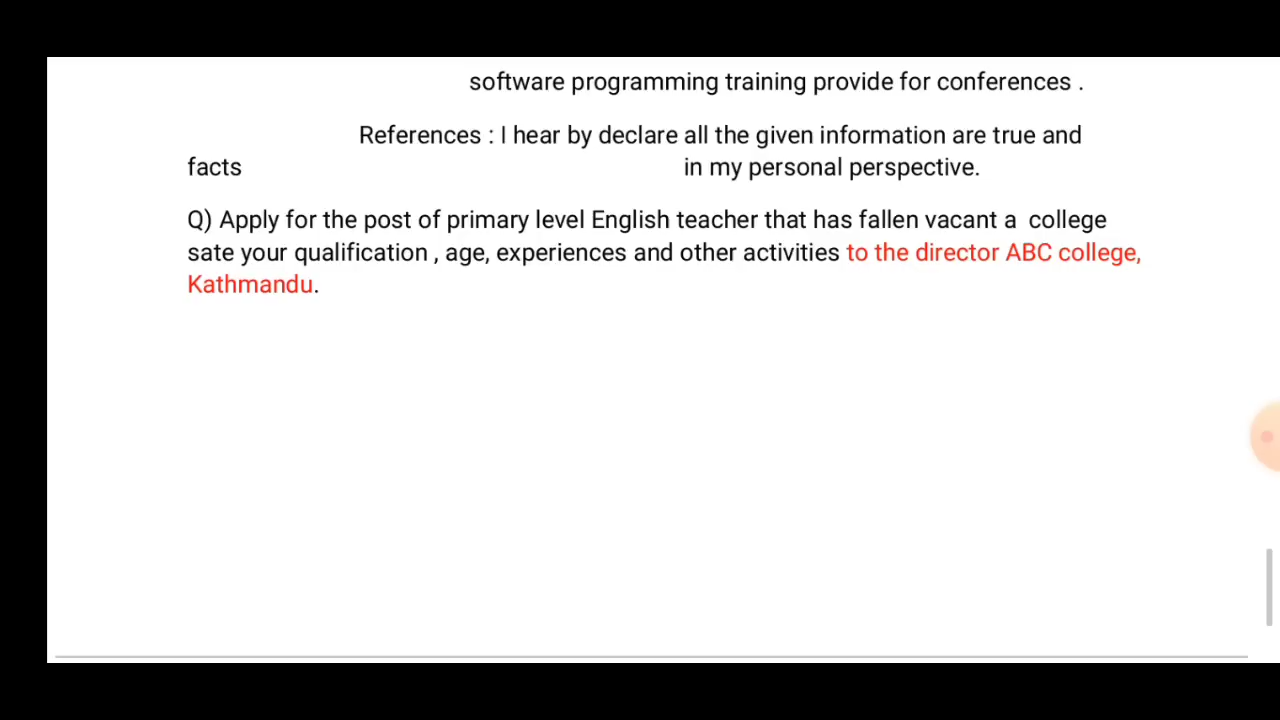 software programming training provide for conferences .
References : I hear by declare all the given information are true and
facts in my personal perspective.
Q) Apply for the post of primary level English teacher that has fallen vacant a college
sate your qualification , age, experiences and other activities to the director ABC college,
Kathmandu.